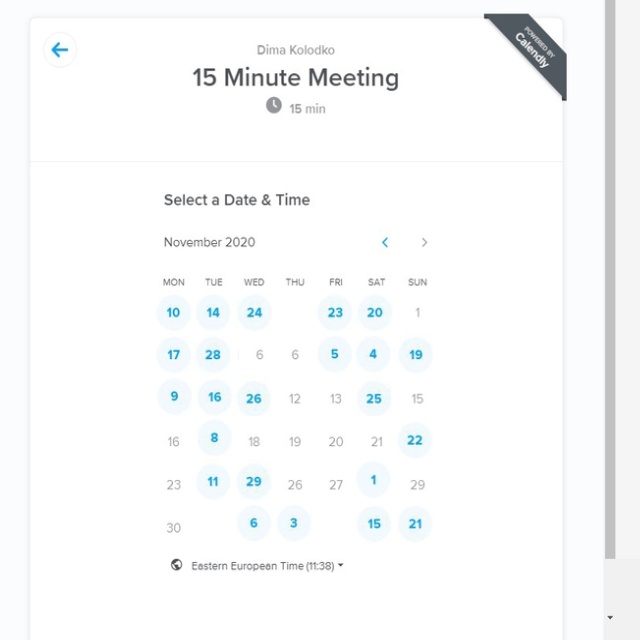 Dima Kolodko
15 Minute Meeting
15 min
POWERED BY
Calendly
Select a Date & Time
November 2020
MON TUE WED THU FRI SAT SUN
10 14 24 23 20 1
17 28 6 6 5 4 19
9 16 26 12 13 25 15
16 8 18 19 20 21 22
23 11 29 26 27 1 29
30 6 3 15 21
Eastern European Time (11:38)